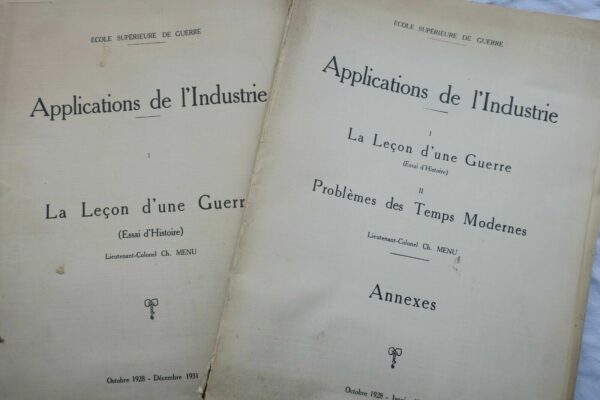 ECOLE SUPÉRIEURE DE GUERRE
Applications de l'Industrie
I
La Leçon d'une Guerr
(Essai d'Histoire)
Lieutenant-Colonel Ch. MENU
Octobre 1928 - Décembre 1931
ECOLE SUPÉRIEURE DE GUERRE
Applications de l'Industrie
I
La Leçon d'une Guerre
(Essai d'Histoire)
II
Problèmes des Temps Modernes
Lieutenant-Colonel Ch. MENU
Annexes
Octobre 1928 -